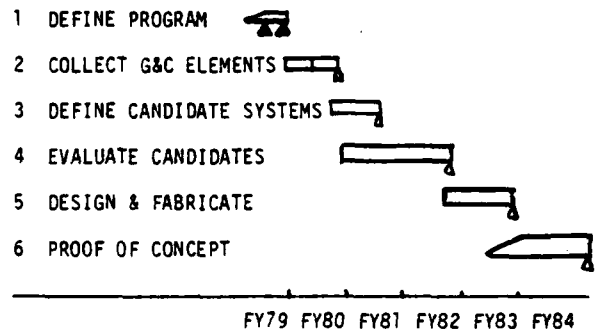 1 DEFINE PROGRAM
2 COLLECT G&C ELEMENTS
3 DEFINE CANDIDATE SYSTEMS
4 EVALUATE CANDIDATES
5 DESIGN & FABRICATE
6 PROOF OF CONCEPT
FY79 FY80 FY81 FY82 FY83 FY84